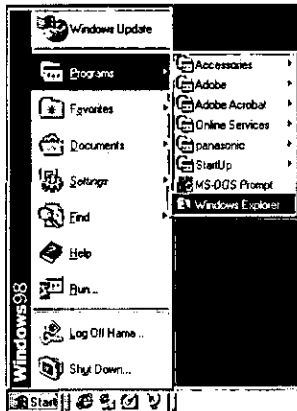 Windows Update
Programs
Favorites
Documents
Settings
Find
Help
Run...
Log Off Hama...
Shut Down...
Windows98
Start
Accessories
Adobe
Adobe Acrobat
Online Services
panasonic
StartUp
MS-DOS Prompt
Windows Explorer